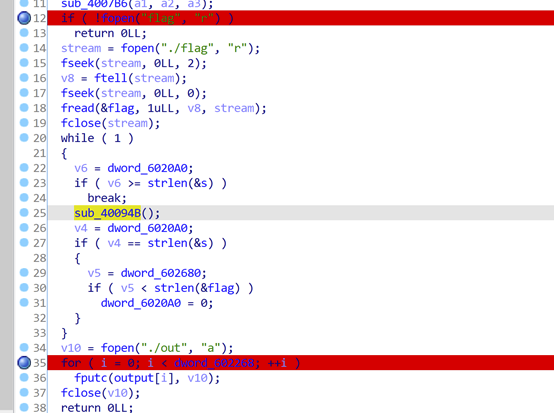 11 sub_4007B6(a1, a2, a3);
12 if ( !fopen("flag", "r") )
13 return 0LL;
14 stream = fopen("./flag", "r");
15 fseek(stream, 0LL, 2);
16 v8 = ftell(stream);
17 fseek(stream, 0LL, 0);
18 fread(&flag, 1uLL, v8, stream);
19 fclose(stream);
20 while ( 1 )
21 {
22 v6 = dword_6020A0;
23 if ( v6 >= strlen(&s) )
24 break;
25 sub_40094B();
26 v4 = dword_6020A0;
27 if ( v4 == strlen(&s) )
28 {
29 v5 = dword_602680;
30 if ( v5 < strlen(&flag) )
31 dword_6020A0 = 0;
32 }
33 }
34 v10 = fopen("./out", "a");
35 for ( i = 0; i < dword_602268; ++i )
36 fputc(output[i], v10);
37 fclose(v10);
38 return 0LL;